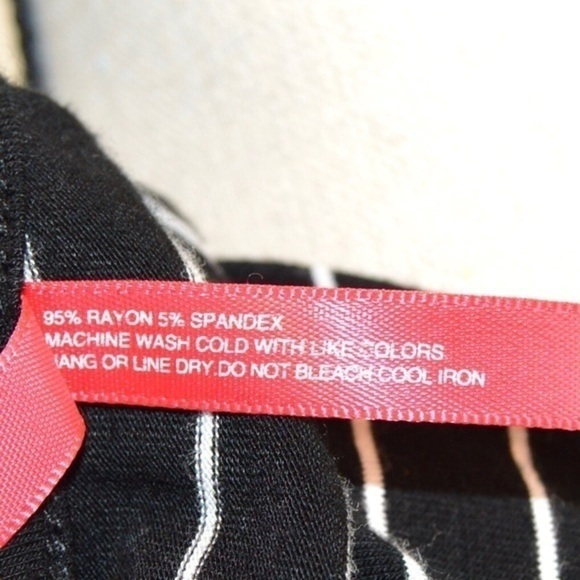 95% RAYON 5% SPANDEX
MACHINE WASH COLD WITH LIKE COLORS
HANG OR LINE DRY.DO NOT BLEACH.COOL IRON